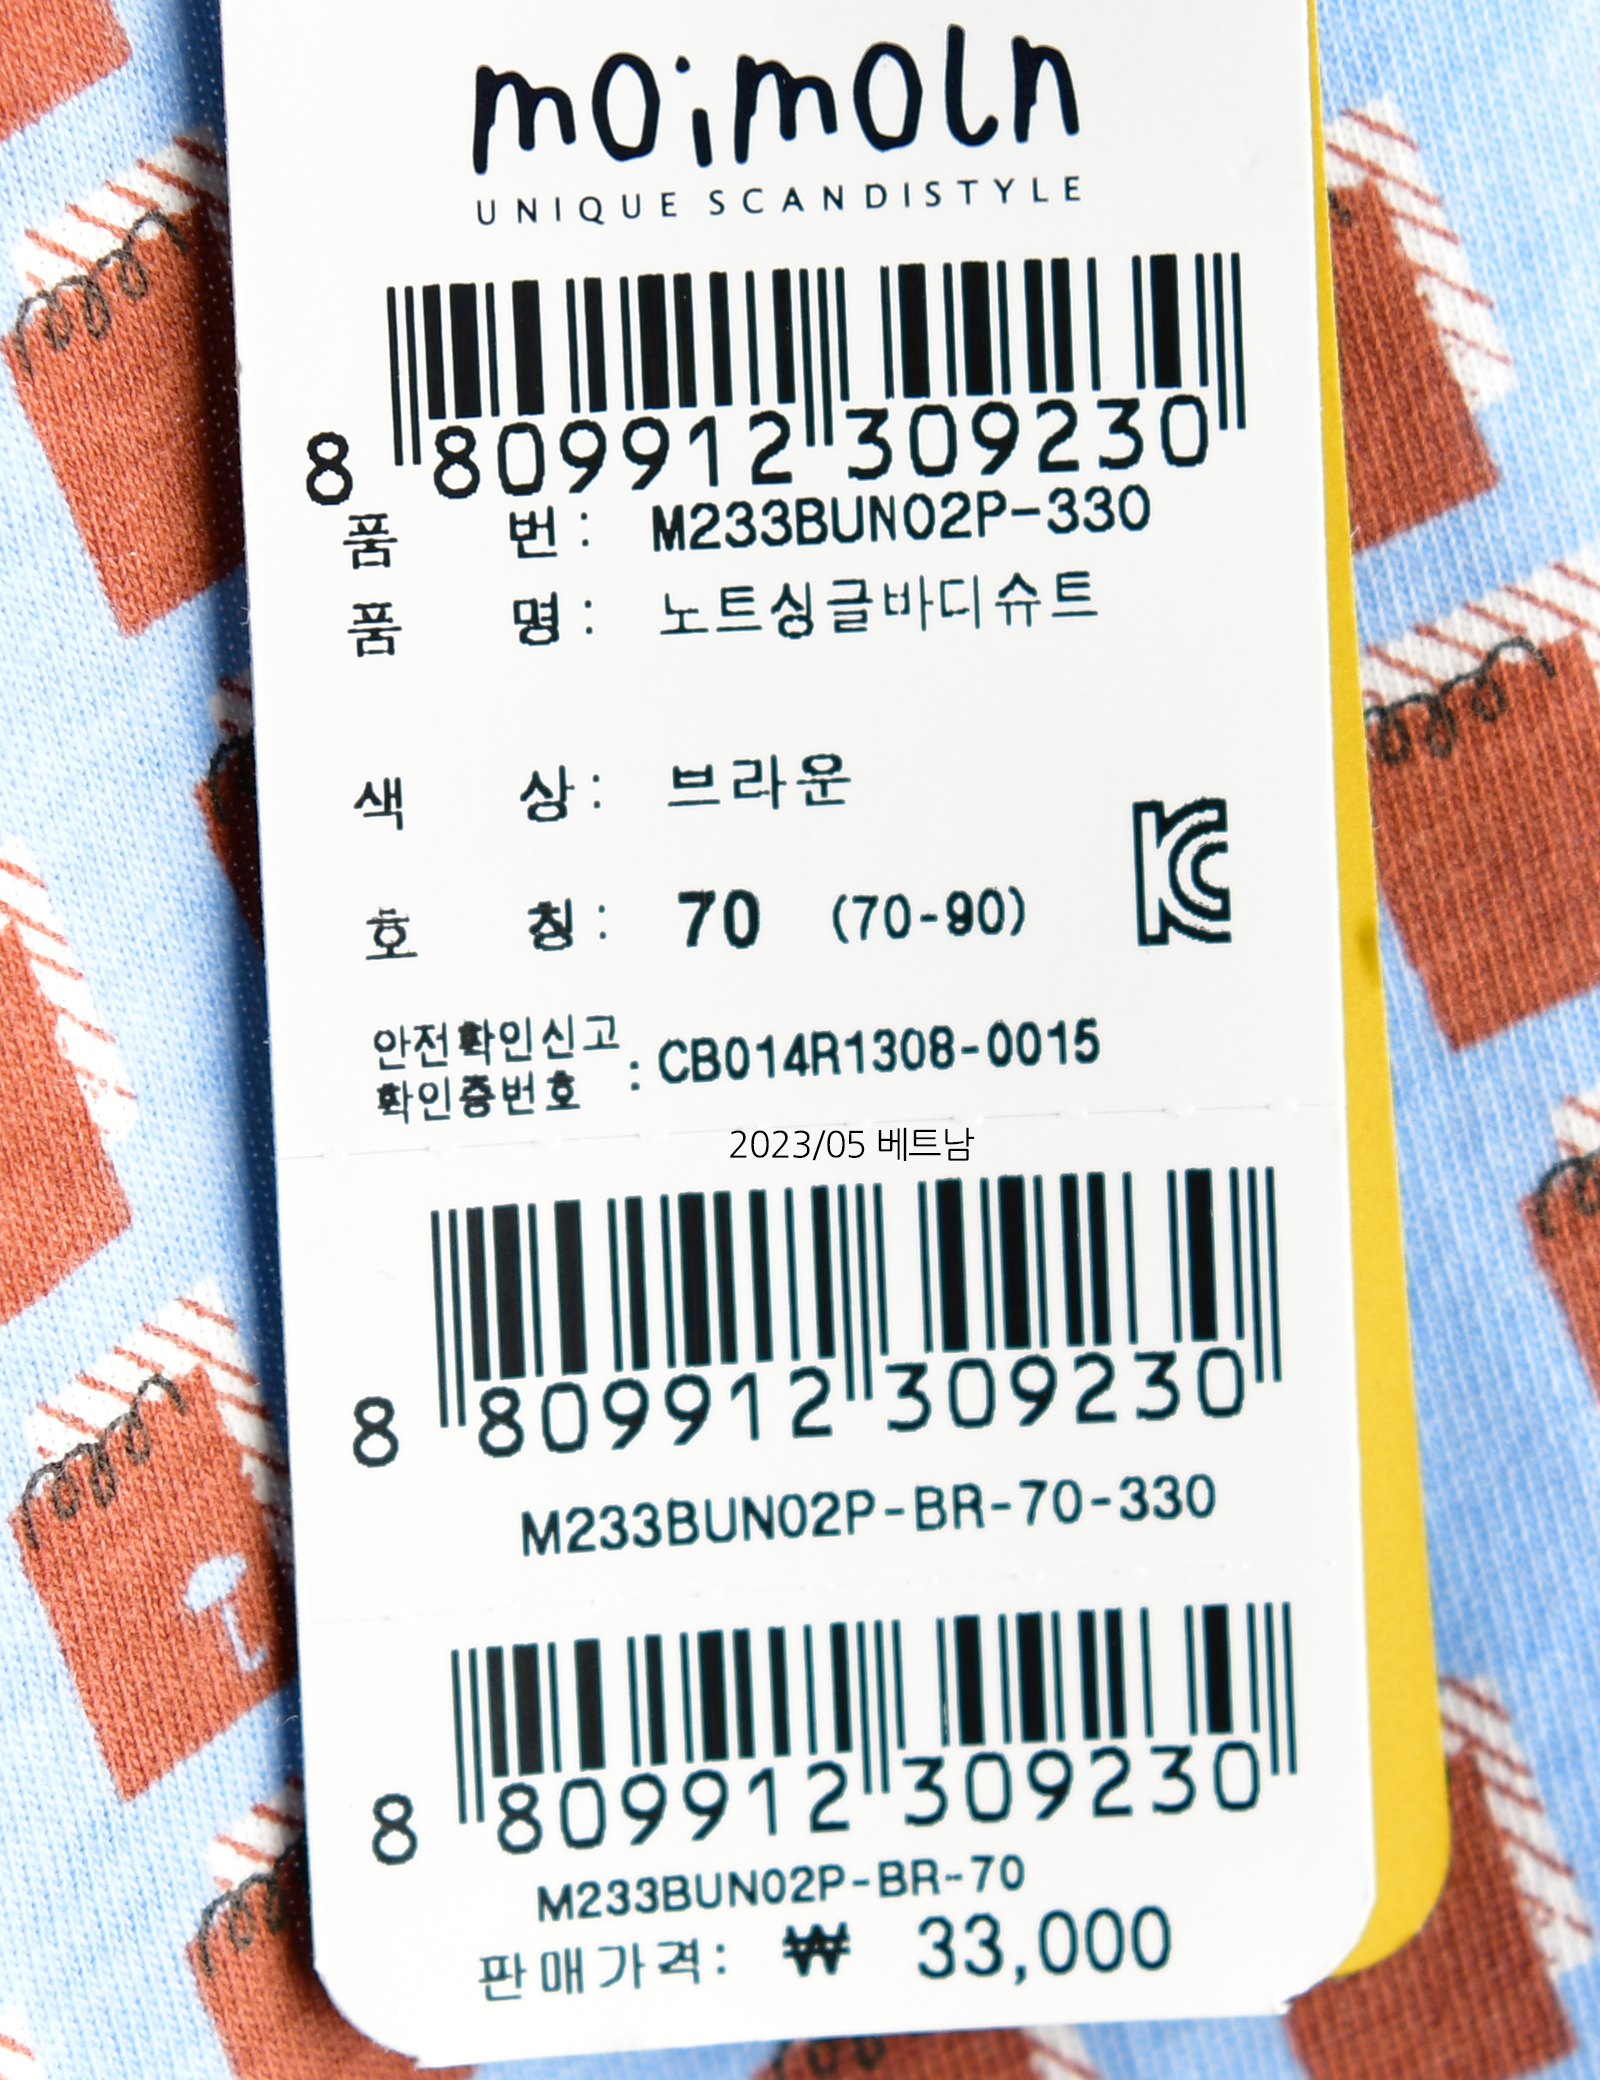 moimoln
UNIQUE SCANDISTYLE
8 809912 309230
품 번 : M233BUN02P-330
품 명 : 노트싱글바디슈트
색 상 : 브라운
호 칭 : 70 (70-90)
안전확인신고
확인증번호 : CB014R1308-0015
2023/05 베트남
8 809912 309230
M233BUN02P-BR-70-330
8 809912 309230
M233BUN02P-BR-70
판매가격: ₩ 33,000